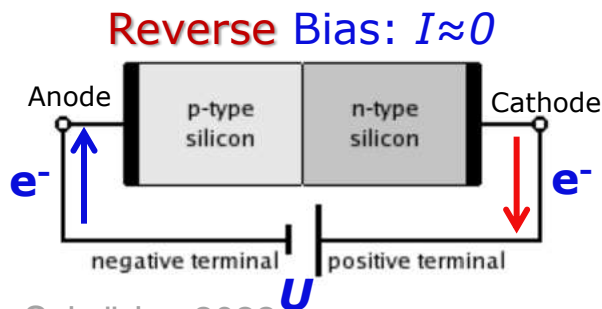 Reverse Bias: I≈0
Anode
p-type
silicon
n-type
silicon
Cathode
e-
e-
negative terminal
positive terminal
U